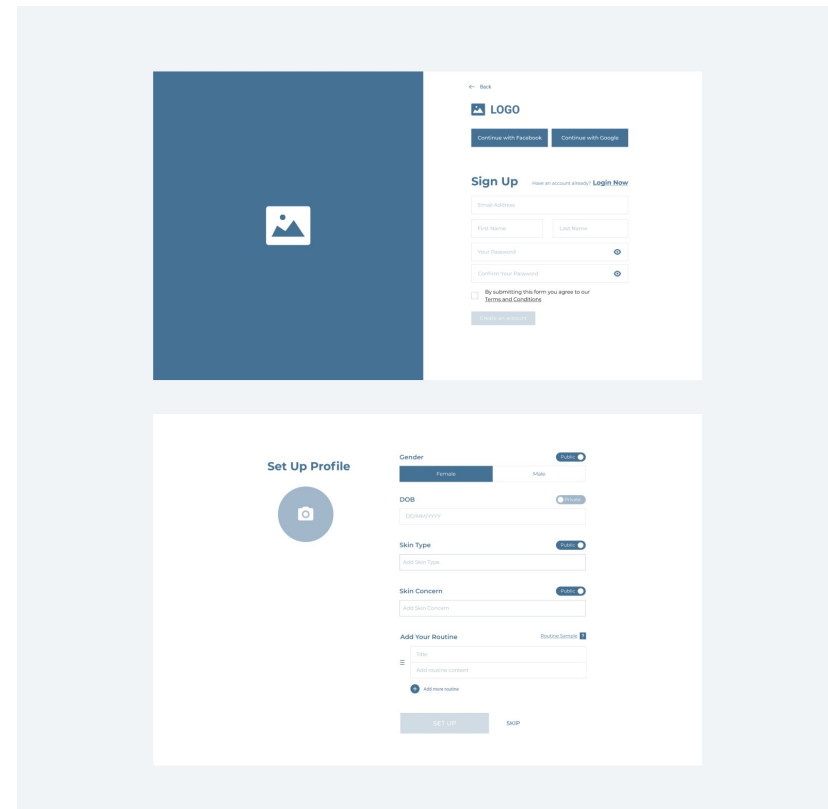 ← Back
LOGO
Continue with Facebook
Continue with Google
Sign Up
Have an account already? Login Now
Email Address
First Name
Last Name
Your Password
Confirm Your Password
By submitting this form you agree to our
Terms and Conditions
Create an account
Set Up Profile
Gender
Public
Female
Male
DOB
Private
DD/MM/YYYY
Skin Type
Public
Add Skin Type
Skin Concern
Public
Add Skin Concern
Add Your Routine
Routine Sample ?
Title
Add routine content
+ Add more routine
SET UP
SKIP